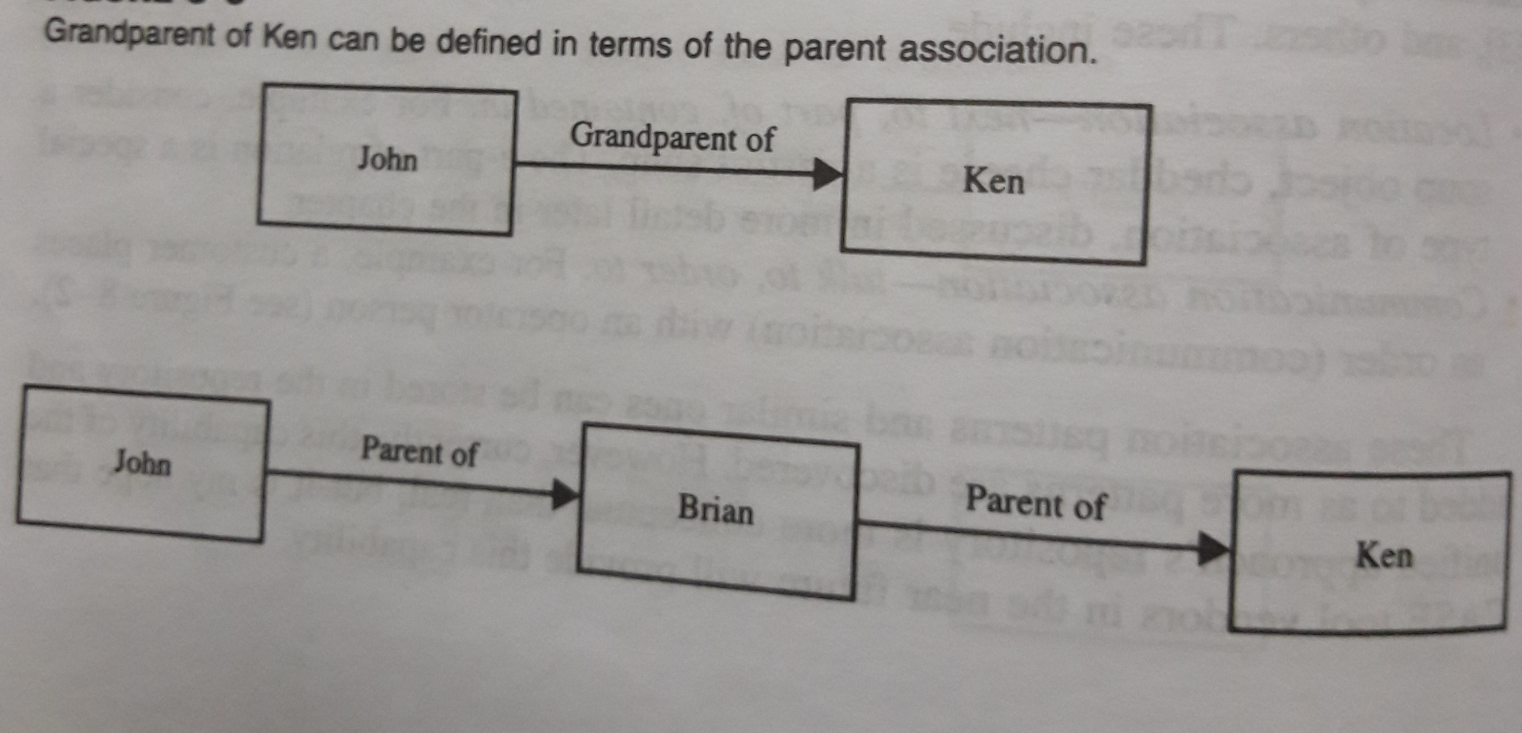 Grandparent of Ken can be defined in terms of the parent association.
John
Grandparent of
Ken
John
Parent of
Brian
Parent of
Ken